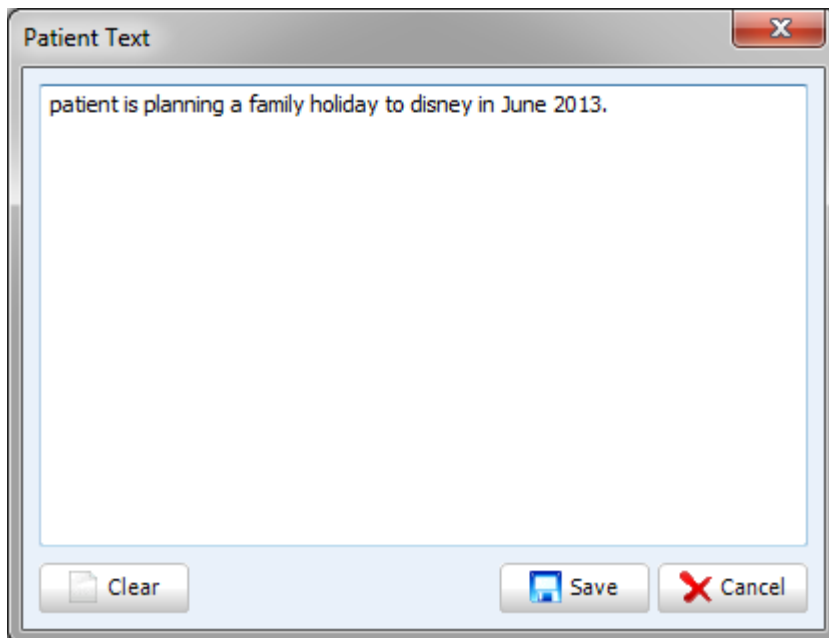 Patient Text
patient is planning a family holiday to disney in June 2013.
Clear
Save
Cancel